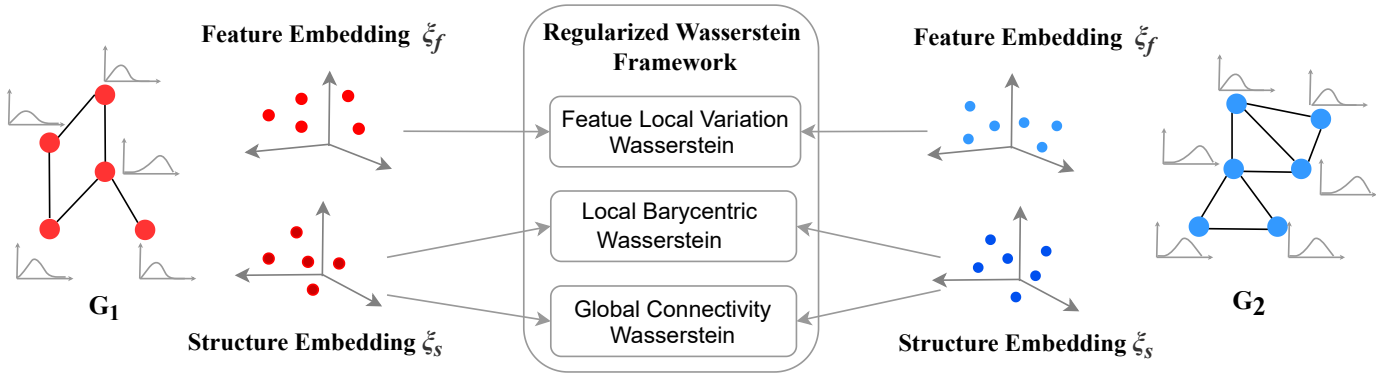 Feature Embedding ξf
Regularized Wasserstein
Framework
Feature Embedding ξf
Featue Local Variation
Wasserstein
Local Barycentric
Wasserstein
Global Connectivity
Wasserstein
G1
G2
Structure Embedding ξs
Structure Embedding ξs